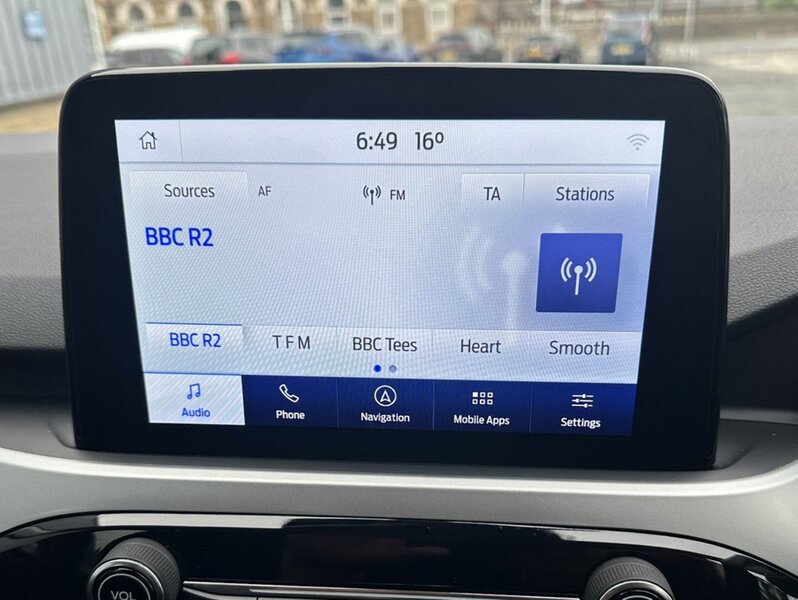 6:49 16º
Sources AF FM TA Stations
BBC R2
BBC R2 T F M BBC Tees Heart Smooth
Audio Phone Navigation Mobile Apps Settings
VOL